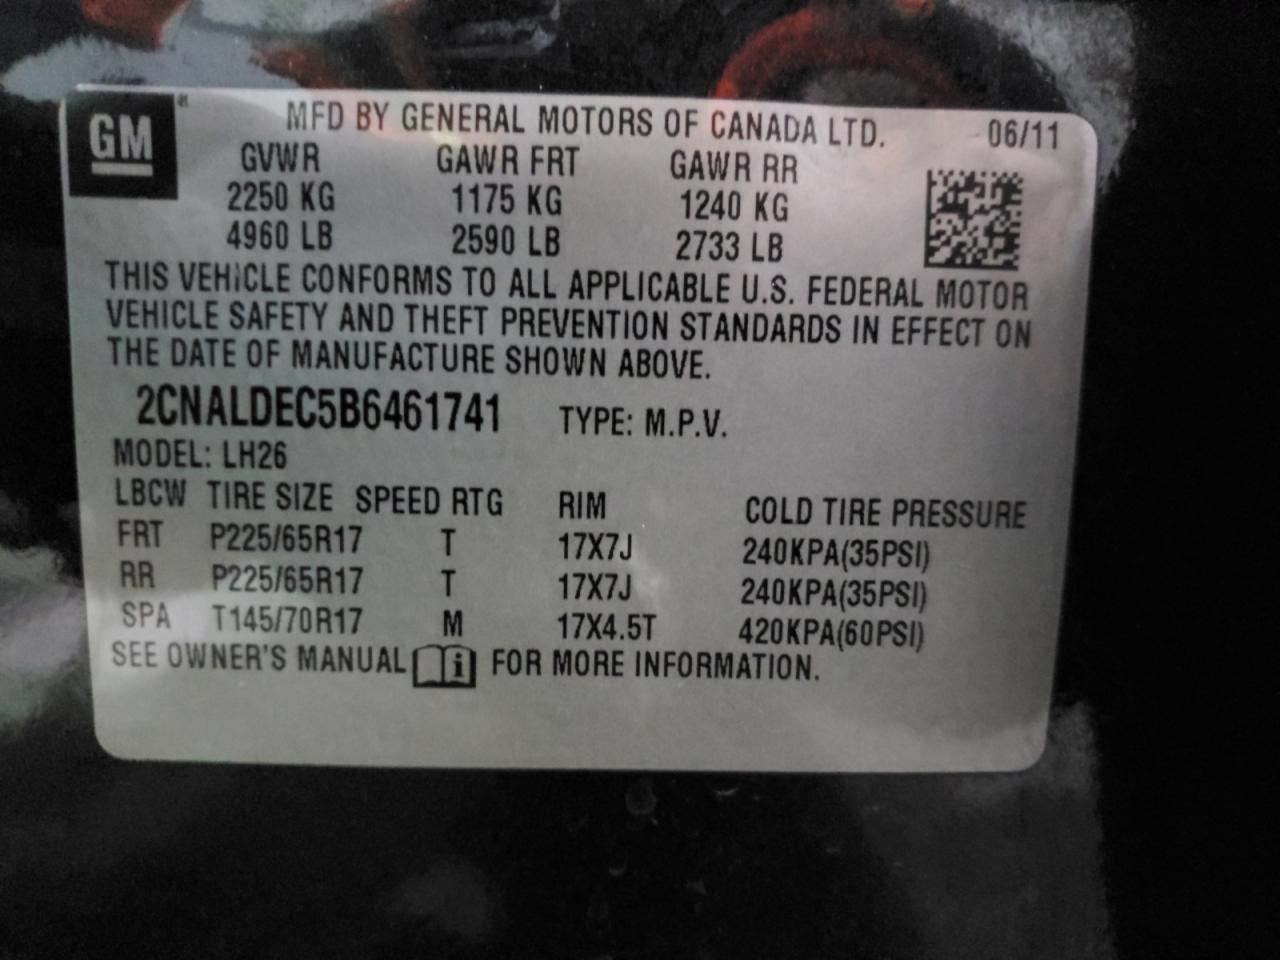 GM
MFD BY GENERAL MOTORS OF CANADA LTD. 06/11
GVWR GAWR FRT GAWR RR
2250 KG 1175 KG 1240 KG
4960 LB 2590 LB 2733 LB
THIS VEHICLE CONFORMS TO ALL APPLICABLE U.S. FEDERAL MOTOR
VEHICLE SAFETY AND THEFT PREVENTION STANDARDS IN EFFECT ON
THE DATE OF MANUFACTURE SHOWN ABOVE.
2CNALDEC5B6461741 TYPE: M.P.V.
MODEL: LH26
LBCW TIRE SIZE SPEED RTG RIM COLD TIRE PRESSURE
FRT P225/65R17 T 17X7J 240KPA(35PSI)
RR P225/65R17 T 17X7J 240KPA(35PSI)
SPA T145/70R17 M 17X4.5T 420KPA(60PSI)
SEE OWNER'S MANUAL i FOR MORE INFORMATION.